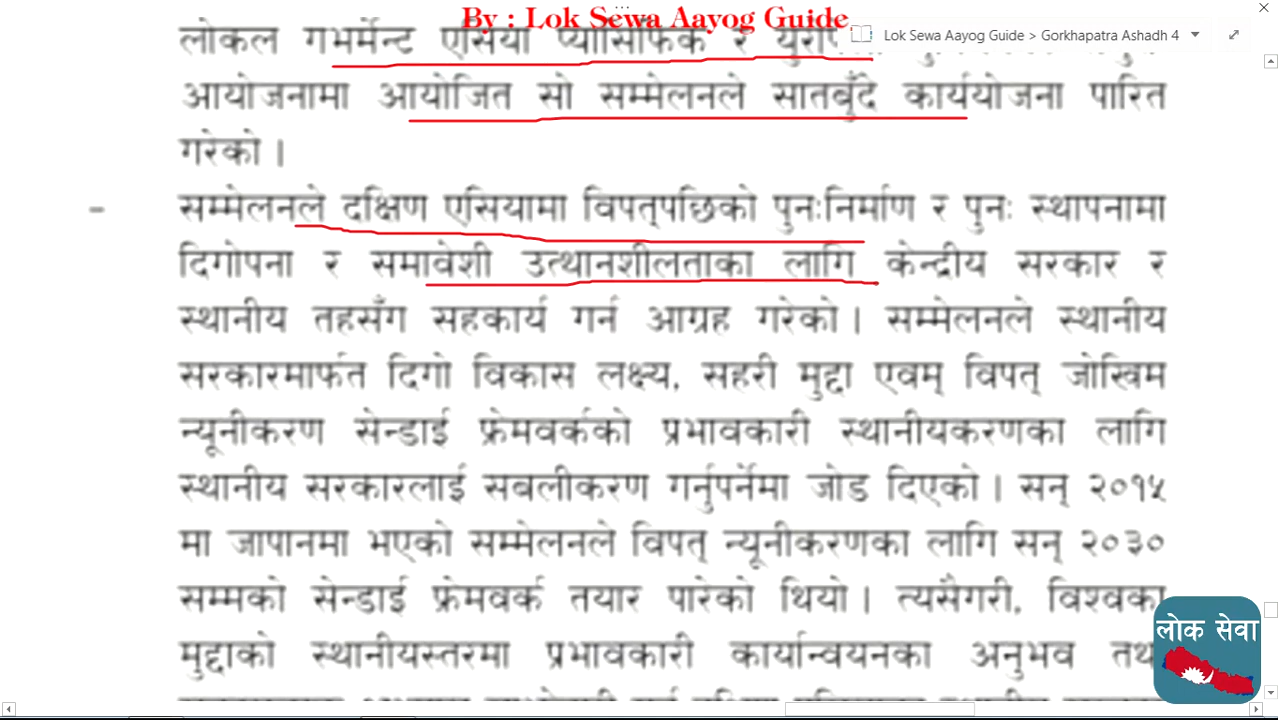 By : Lok Sewa Aayog Guide
Lok Sewa Aayog Guide > Gorkhapatra Ashadh 4
लोकल गभर्मेन्ट एसिया प्यासिफिक र
आयोजनामा आयोजित सो सम्मेलनले सातबुँदे कार्ययोजना पारित
गरेको ।
- सम्मेलनले दक्षिण एसियामा विपत्पछिको पुनःनिर्माण र पुनः स्थापनामा
दिगोपना र समावेशी उत्थानशीलताका लागि केन्द्रीय सरकार र
स्थानीय तहसँग सहकार्य गर्न आग्रह गरेको । सम्मेलनले स्थानीय
सरकारमार्फत दिगो विकास लक्ष्य, सहरी मुद्दा एवम् विपत् जोखिम
न्यूनीकरण सेन्डाई फ्रेमवर्कको प्रभावकारी स्थानीयकरणका लागि
स्थानीय सरकारलाई सबलीकरण गर्नुपर्नेमा जोड दिएको । सन् २०१५
मा जापानमा भएको सम्मेलनले विपत् न्यूनीकरणका लागि सन् २०३०
सम्मको सेन्डाई फ्रेमवर्क तयार पारेको थियो । त्यसैगरी, विश्वका
मुद्दाको स्थानीयस्तरमा प्रभावकारी कार्यान्वयनका अनुभव
लोक सेवा